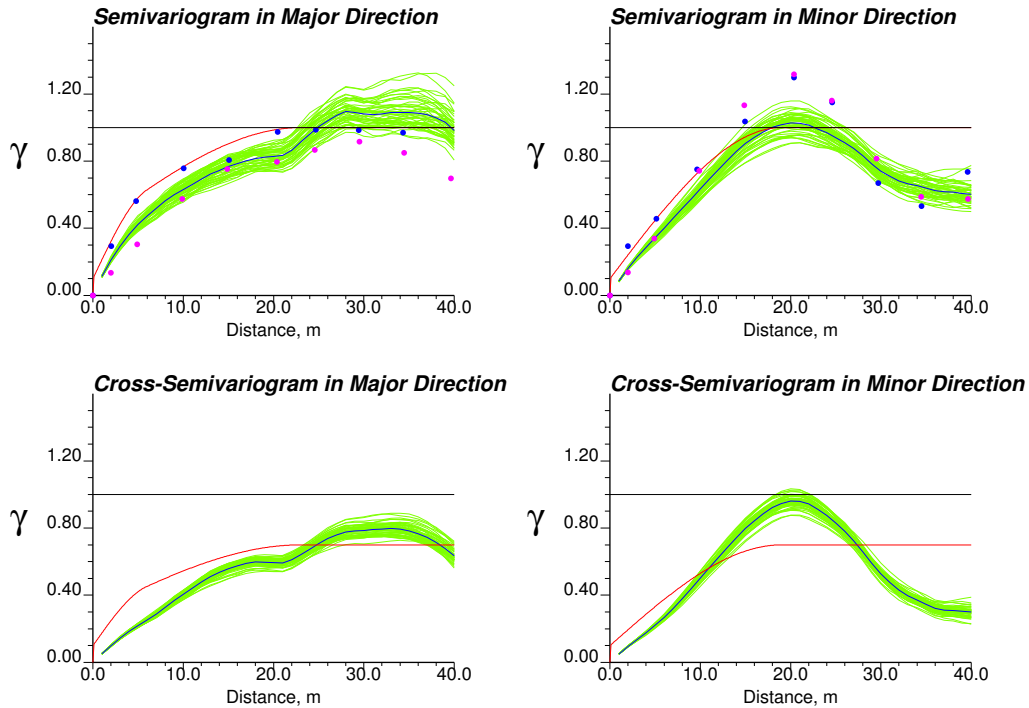 Semivariogram in Major Direction
1.20
γ
0.80
0.40
0.00
0.0 10.0 20.0 30.0 40.0
Distance, m
Semivariogram in Minor Direction
1.20
γ
0.80
0.40
0.00
0.0 10.0 20.0 30.0 40.0
Distance, m
Cross-Semivariogram in Major Direction
1.20
γ
0.80
0.40
0.00
0.0 10.0 20.0 30.0 40.0
Distance, m
Cross-Semivariogram in Minor Direction
1.20
γ
0.80
0.40
0.00
0.0 10.0 20.0 30.0 40.0
Distance, m